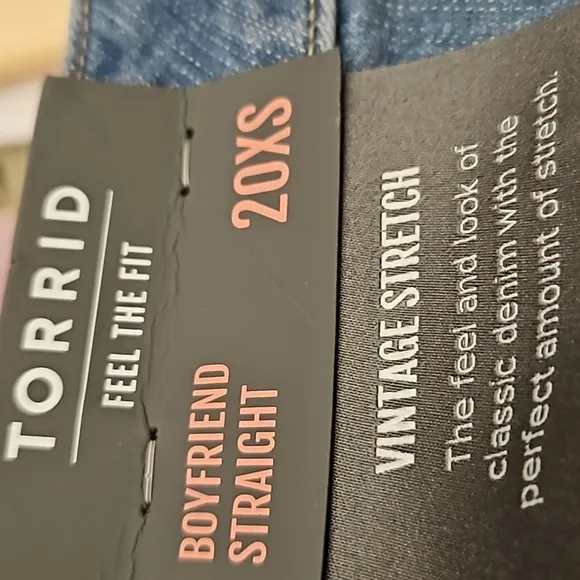 TORRID
FEEL THE FIT
BOYFRIEND
STRAIGHT
20XS
VINTAGE STRETCH
The feel and look of
classic denim with the
perfect amount of stretch.